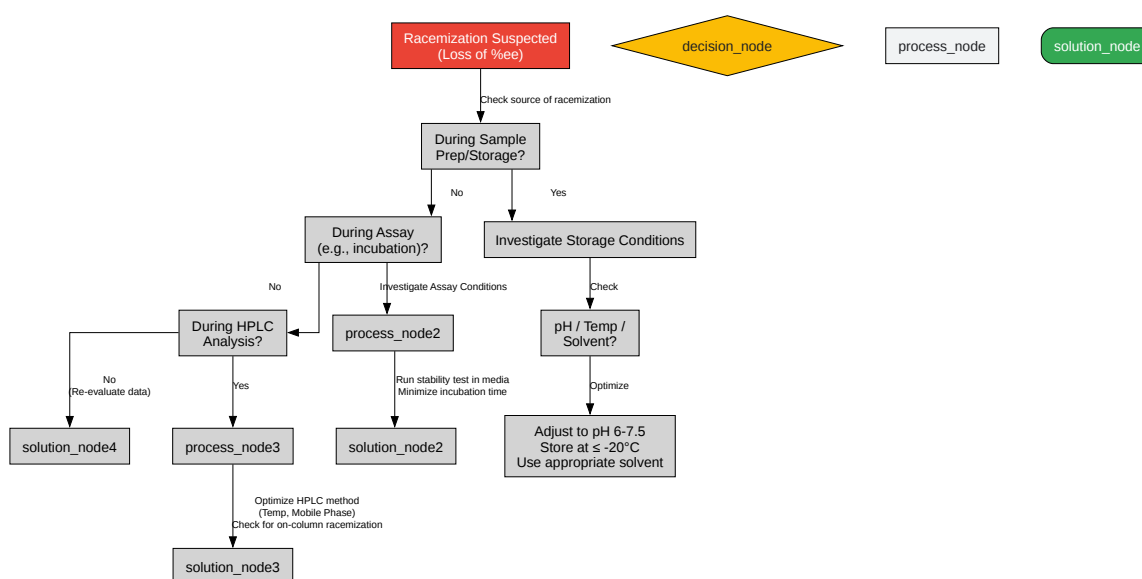 Racemization Suspected
(Loss of %ee)
decision_node
process_node
solution_node
Check source of racemization
During Sample
Prep/Storage?
No
Yes
During Assay
(e.g., incubation)?
Investigate Storage Conditions
No
Investigate Assay Conditions
Check
During HPLC
Analysis?
process_node2
pH / Temp /
Solvent?
No
(Re-evaluate data)
Yes
Run stability test in media
Minimize incubation time
Optimize
solution_node4
process_node3
solution_node2
Adjust to pH 6-7.5
Store at ≤ -20°C
Use appropriate solvent
Optimize HPLC method
(Temp, Mobile Phase)
Check for on-column racemization
solution_node3